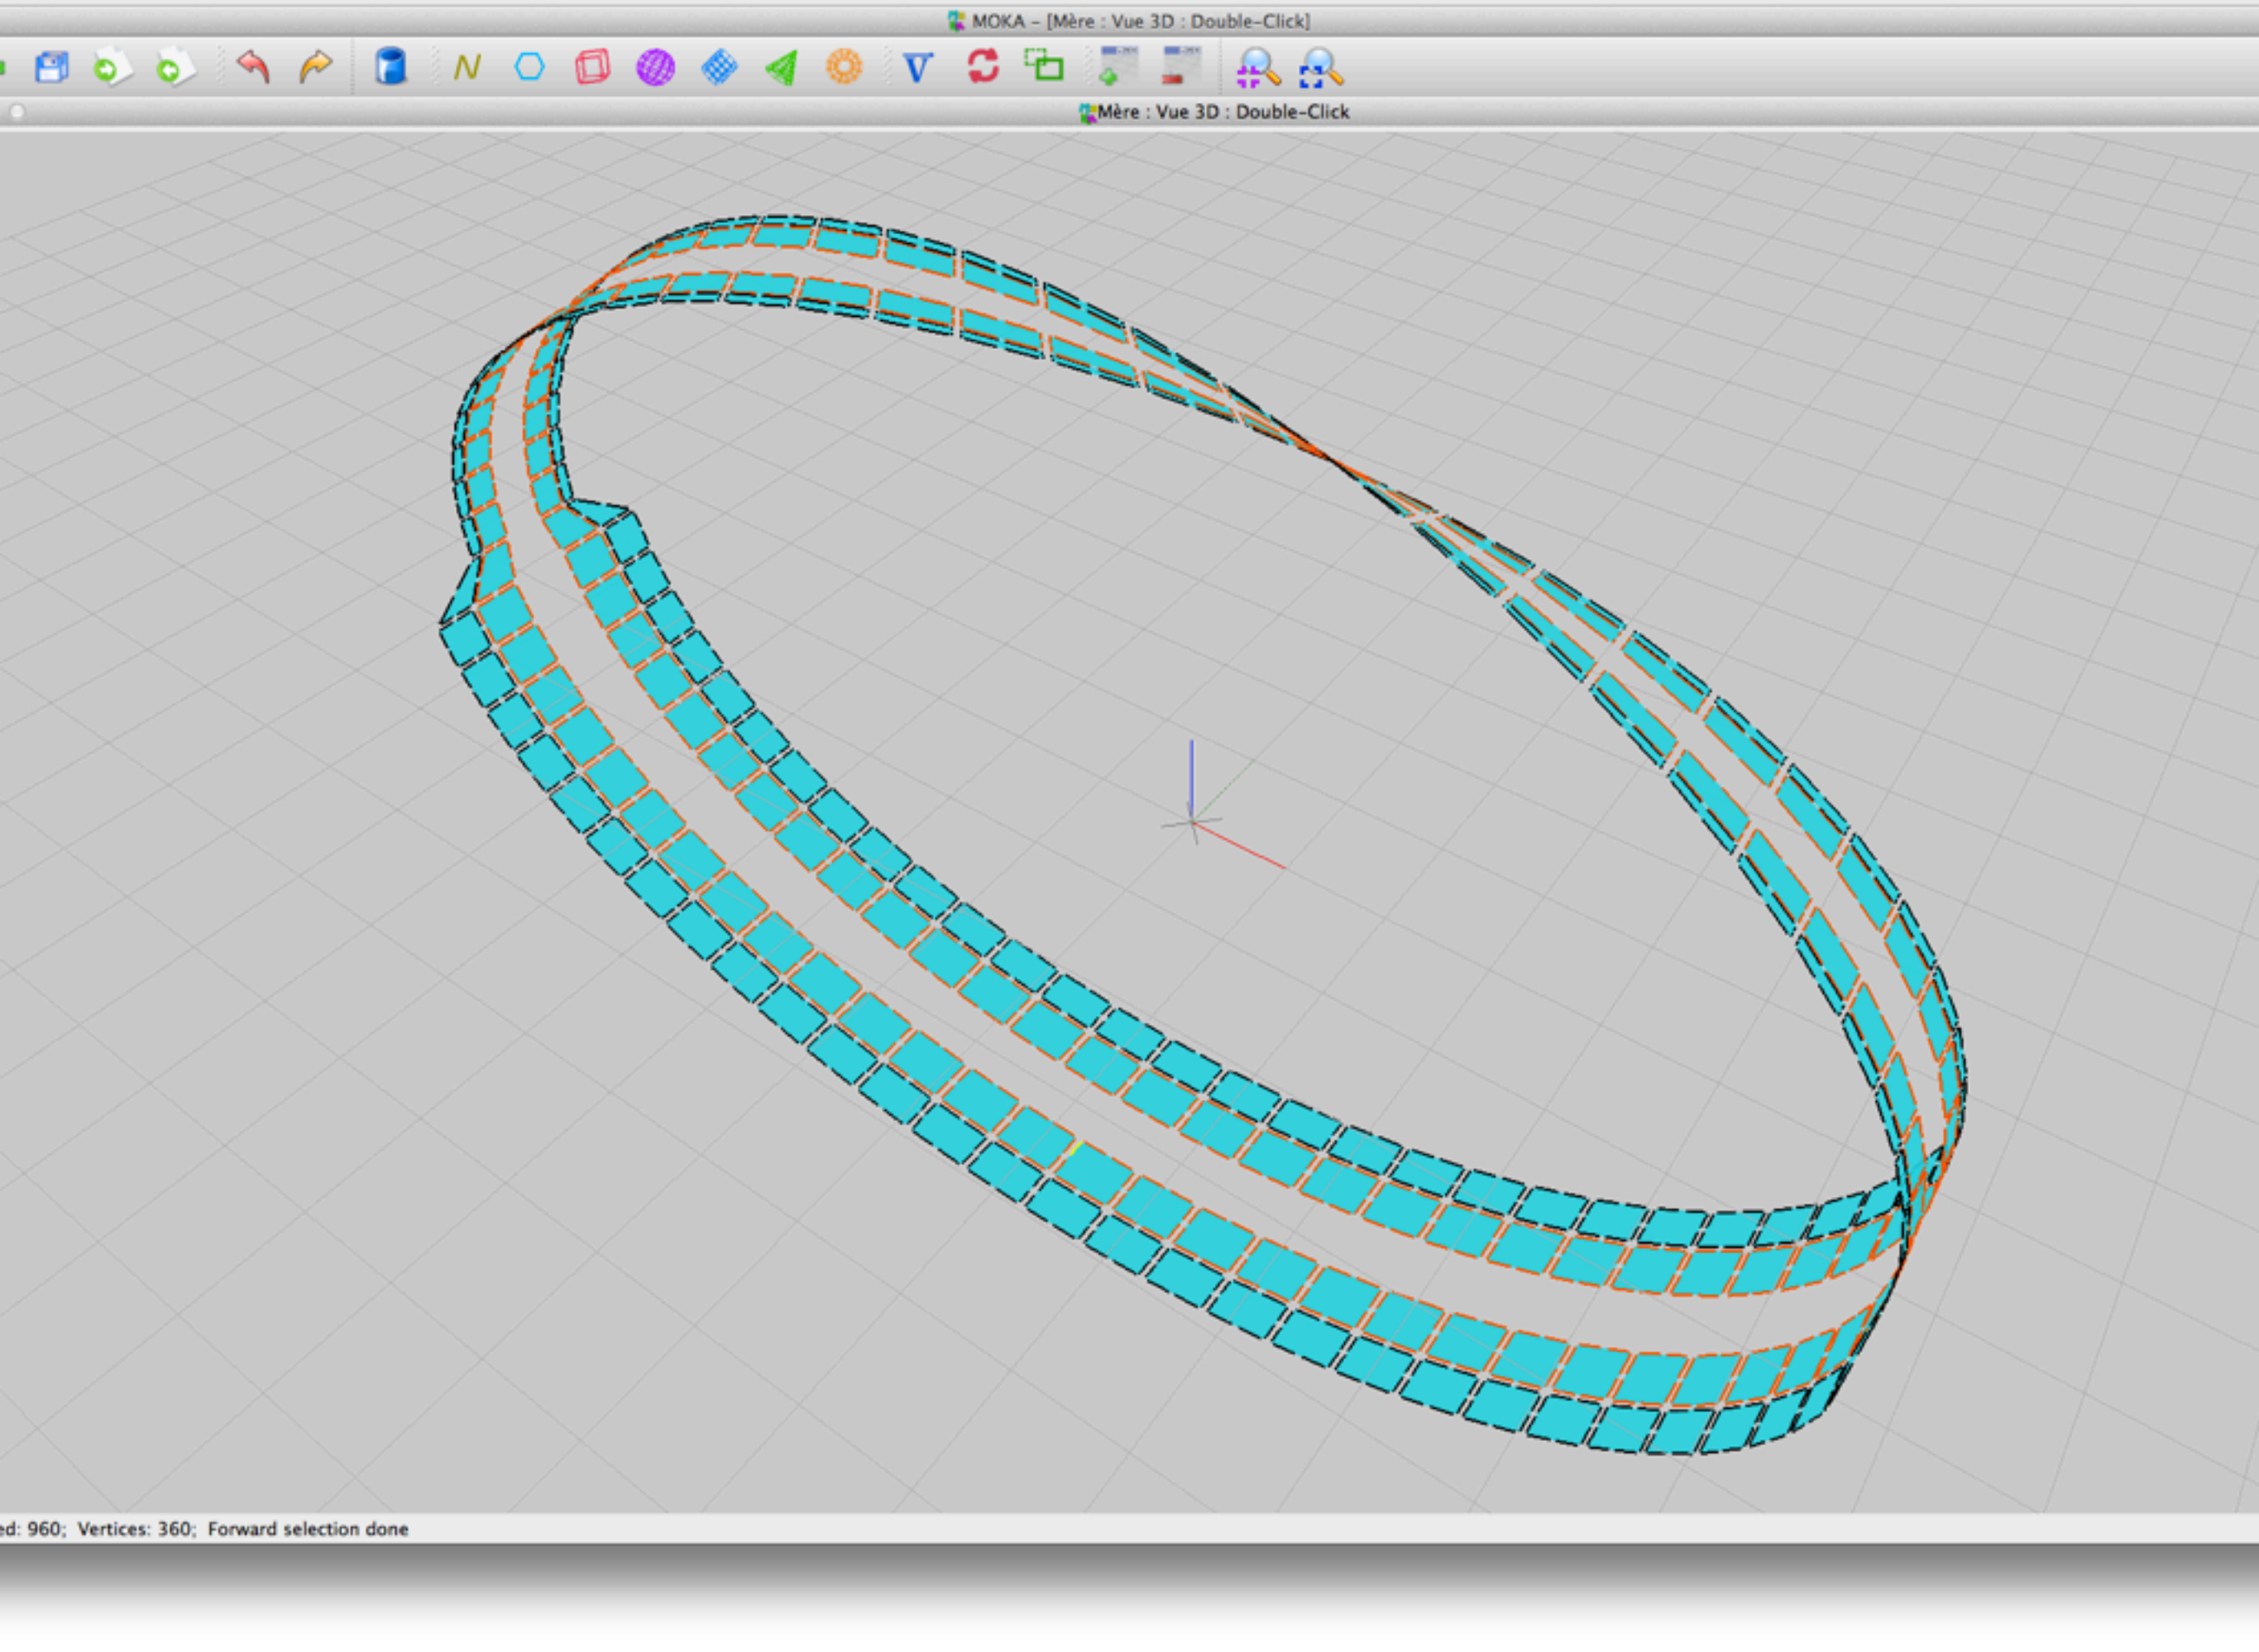 MOKA – [Mère : Vue 3D : Double-Click]
Mère : Vue 3D : Double-Click
ed: 960; Vertices: 360; Forward selection done